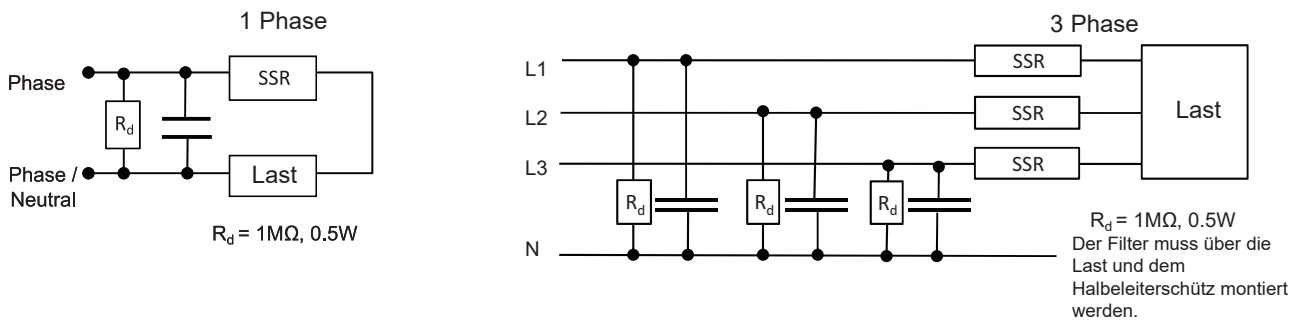 1 Phase
Phase
SSR
R_d
Phase /
Neutral
Last
R_d = 1MΩ, 0.5W
3 Phase
L1
SSR
L2
SSR
Last
L3
SSR
R_d
R_d
R_d
N
R_d = 1MΩ, 0.5W
Der Filter muss über die
Last und dem
Halbeleiterschütz montiert
werden.